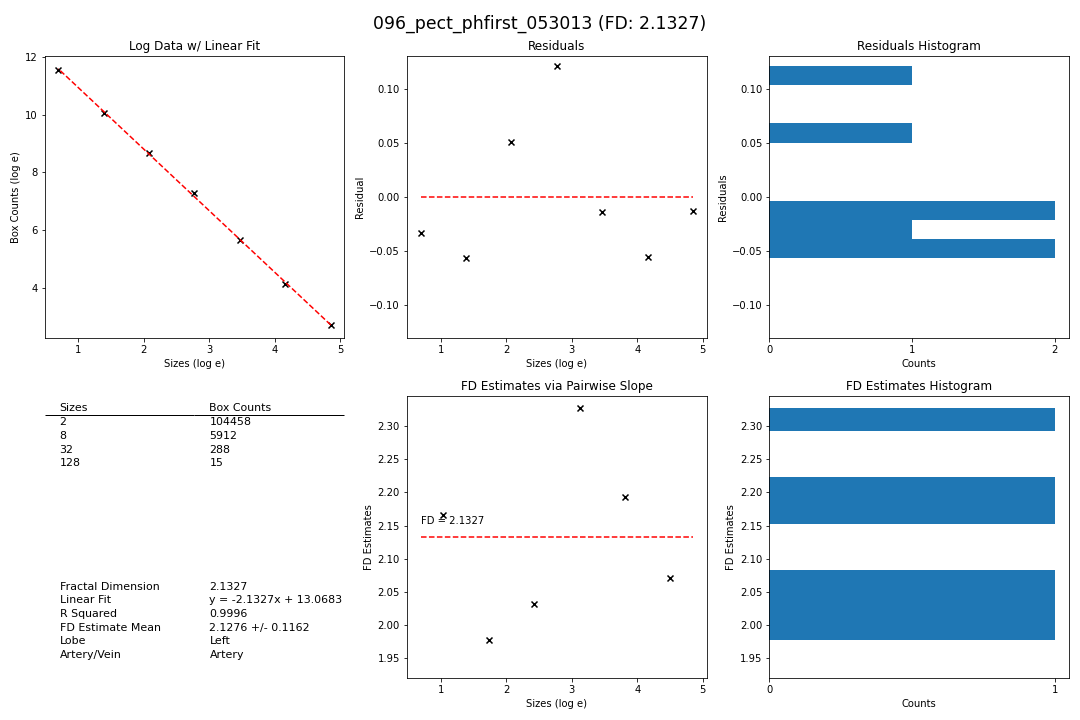 096_pect_phfirst_053013 (FD: 2.1327)
Log Data w/ Linear Fit
Box Counts (log e)
12
10
8
6
4
1 2 3 4 5
Sizes (log e)
Residuals
Residual
0.10
0.05
0.00
−0.05
−0.10
1 2 3 4 5
Sizes (log e)
Residuals Histogram
Residuals
0.10
0.05
0.00
−0.05
−0.10
0 1 2
Counts
Sizes Box Counts
2 104458
8 5912
32 288
128 15
Fractal Dimension 2.1327
Linear Fit y = -2.1327x + 13.0683
R Squared 0.9996
FD Estimate Mean 2.1276 +/- 0.1162
Lobe Left
Artery/Vein Artery
FD Estimates via Pairwise Slope
FD Estimates
2.30
2.25
2.20
2.15
2.10
2.05
2.00
1.95
FD = 2.1327
1 2 3 4 5
Sizes (log e)
FD Estimates Histogram
FD Estimates
2.30
2.25
2.20
2.15
2.10
2.05
2.00
1.95
0 1
Counts